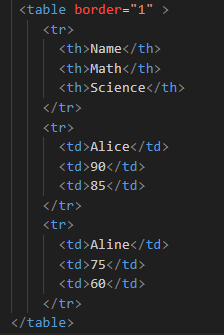 <table border="1" >
<tr>
<th>Name</th>
<th>Math</th>
<th>Science</th>
</tr>
<tr>
<td>Alice</td>
<td>90</td>
<td>85</td>
</tr>
<tr>
<td>Aline</td>
<td>75</td>
<td>60</td>
</tr>
</table>